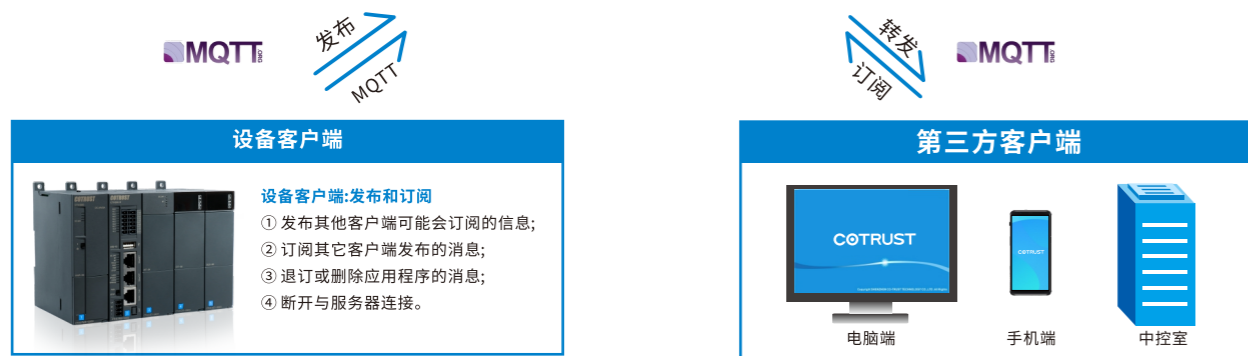 MQTT.ORG
发布
MQTT
转发
订阅
MQTT.ORG
设备客户端
设备客户端:发布和订阅
① 发布其他客户端可能会订阅的信息;
② 订阅其它客户端发布的消息;
③ 退订或删除应用程序的消息;
④ 断开与服务器连接。
第三方客户端
COTRUST
COTRUST
电脑端
手机端
中控室